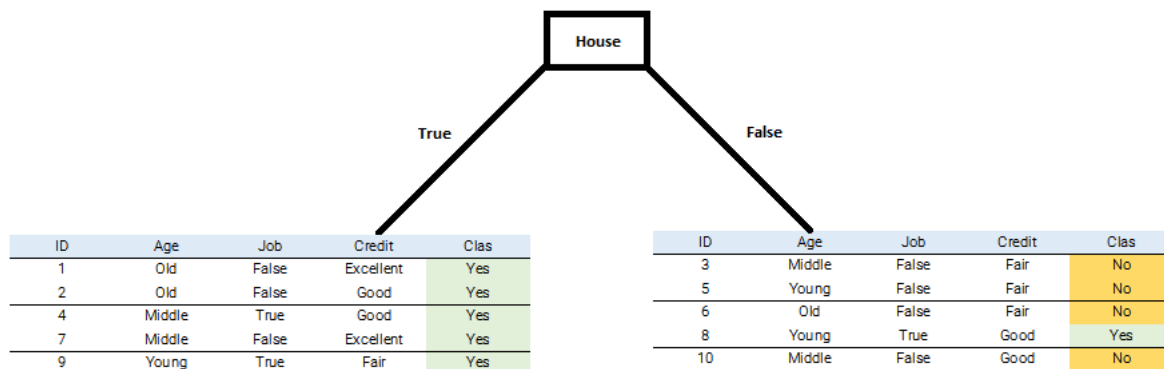 House
True
False
ID Age Job Credit Clas
1 Old False Excellent Yes
2 Old False Good Yes
4 Middle True Good Yes
7 Middle False Excellent Yes
9 Young True Fair Yes
ID Age Job Credit Clas
3 Middle False Fair No
5 Young False Fair No
6 Old False Fair No
8 Young True Good Yes
10 Middle False Good No